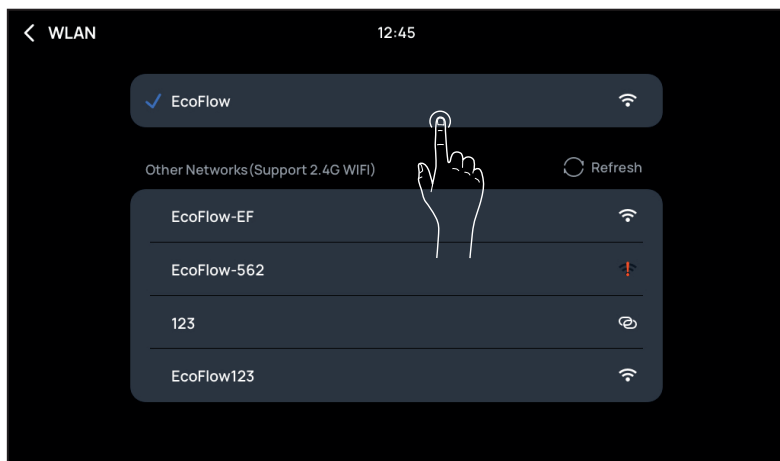 WLAN 12:45
EcoFlow
Other Networks(Support 2.4G WIFI) Refresh
EcoFlow-EF
EcoFlow-562
123
EcoFlow123